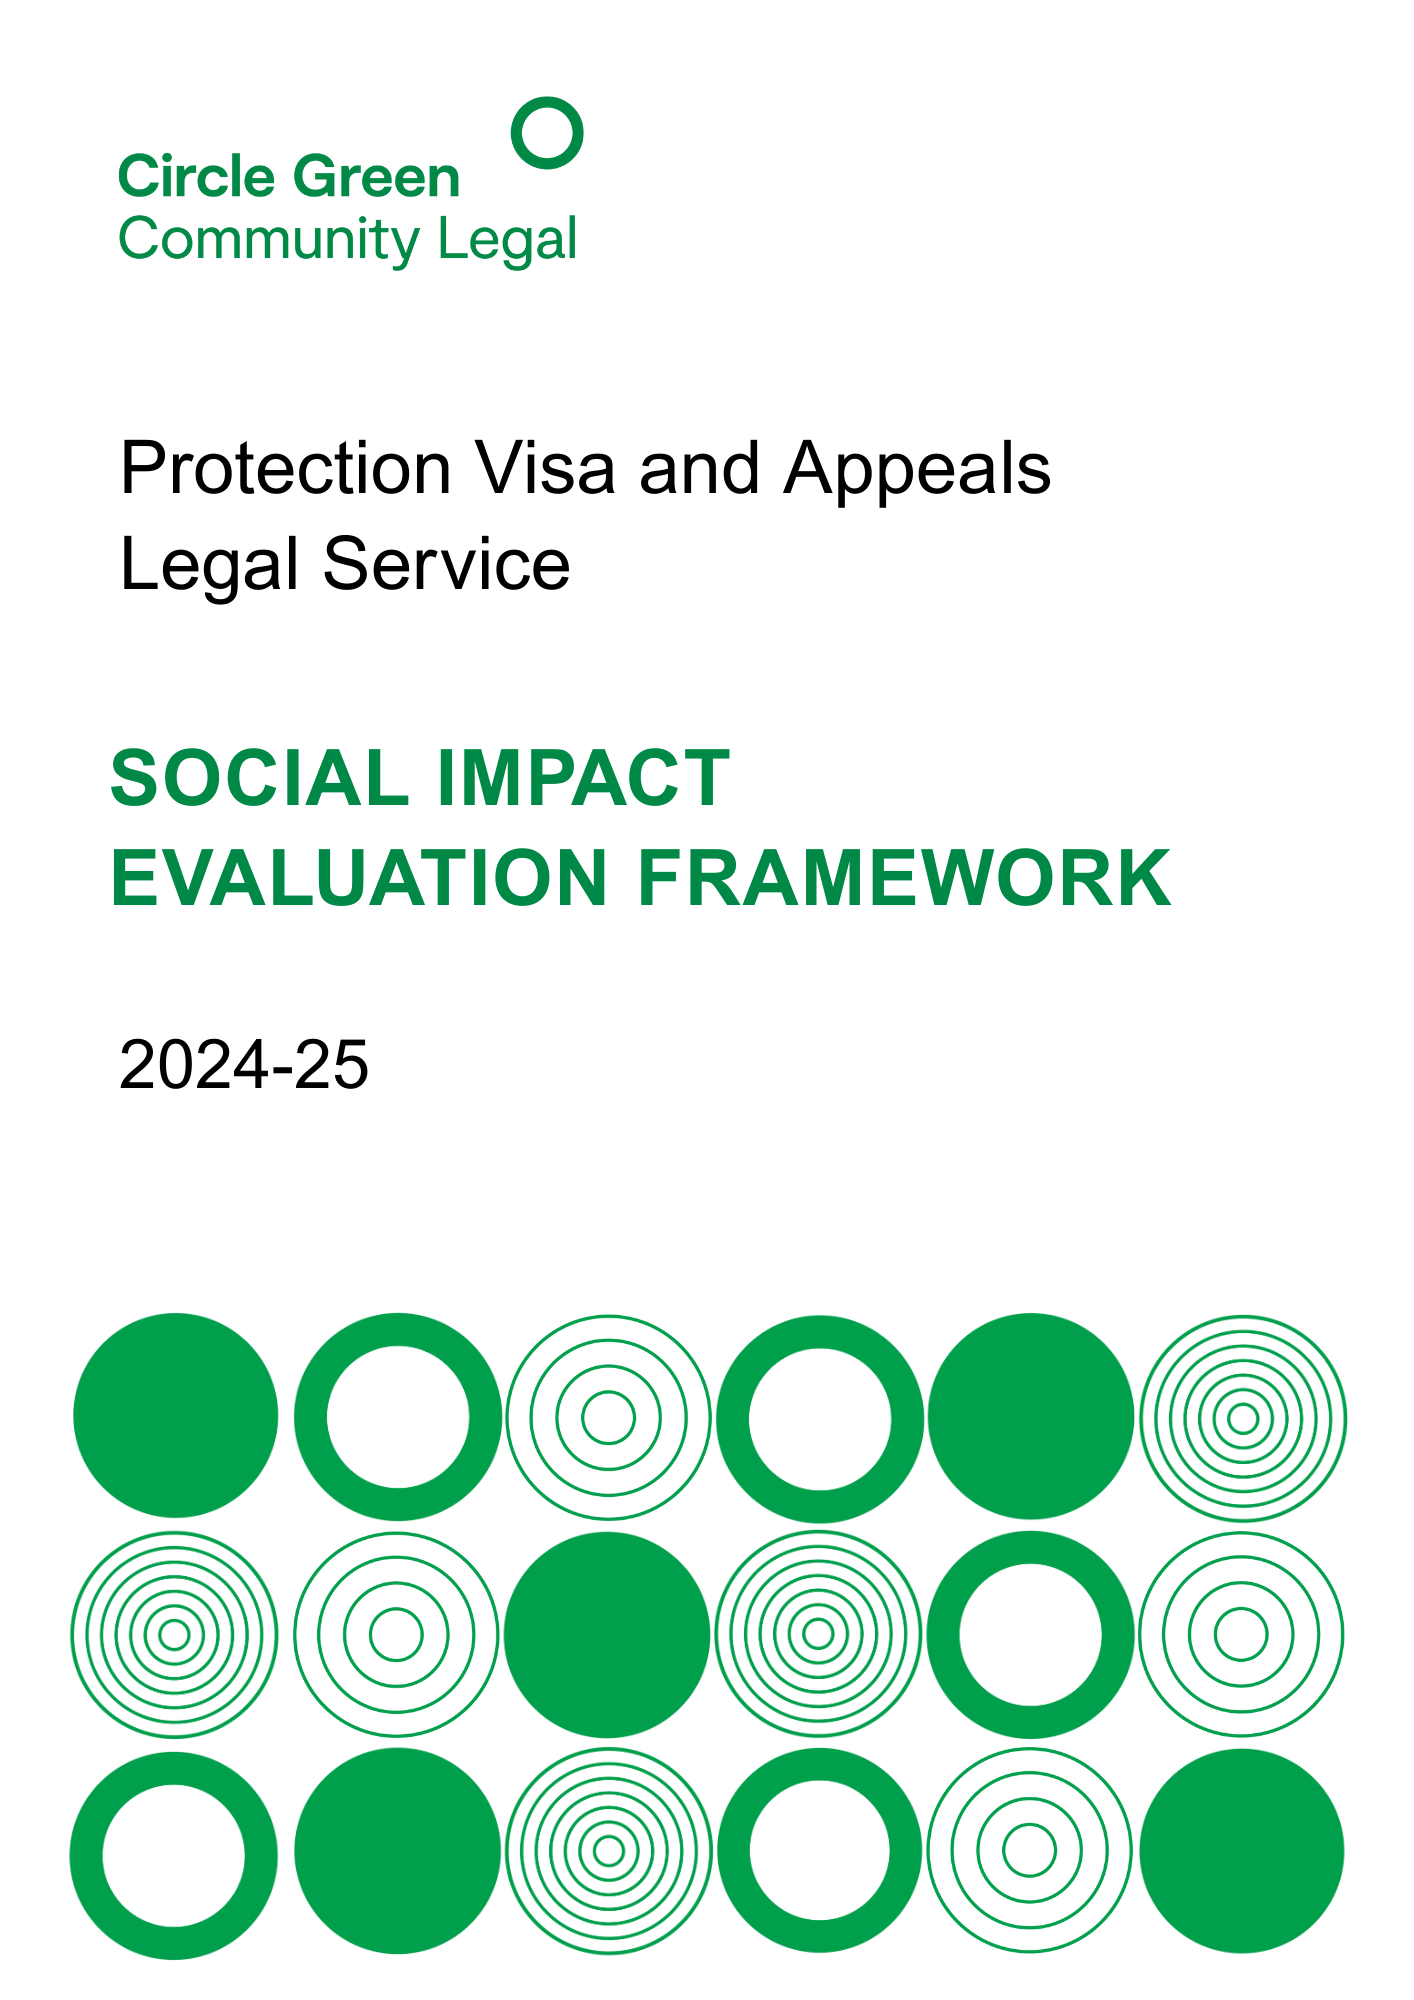 Circle Green
Community Legal
Protection Visa and Appeals
Legal Service
SOCIAL IMPACT
EVALUATION FRAMEWORK
2024-25